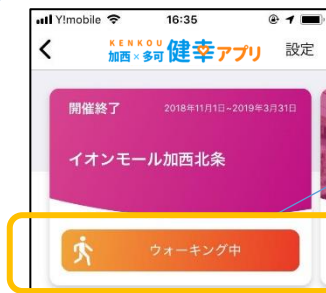 Y!mobile 16:35
KENKOU
加西×多可 健幸アプリ 設定
開催終了 2018年11月1日~2019年3月31日
イオンモール加西北条
ウォーキング中